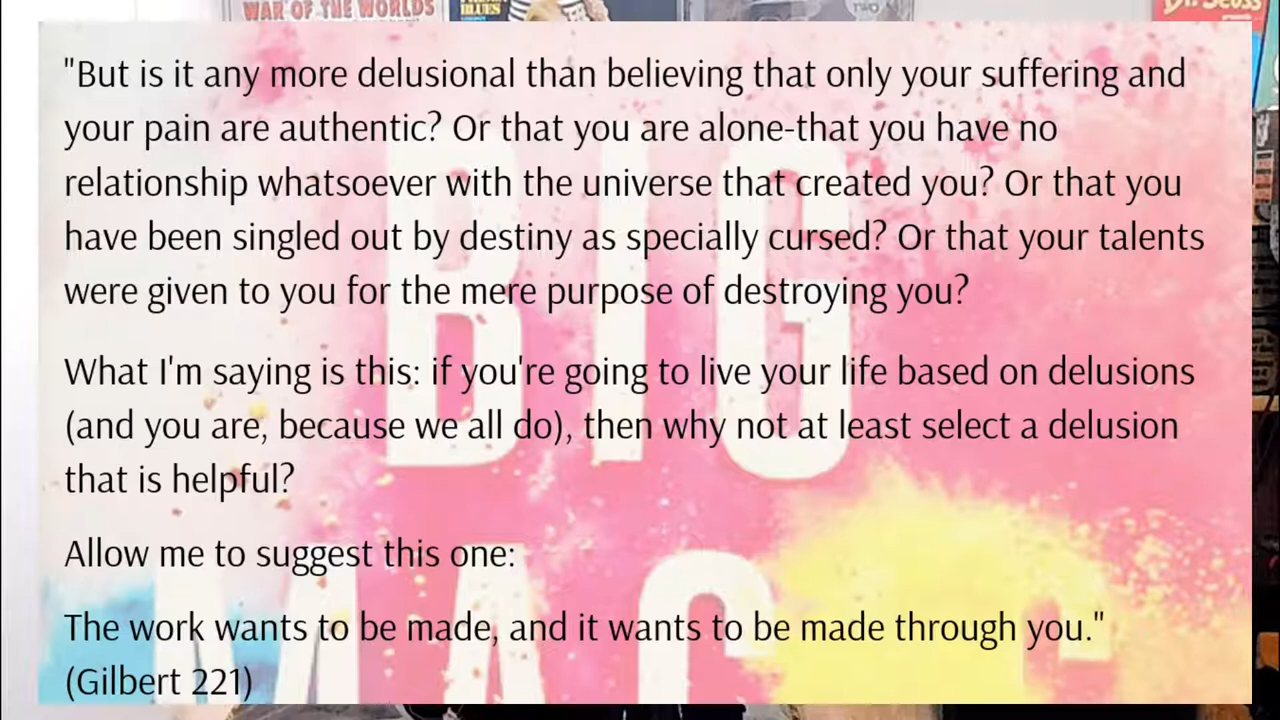 WAR OF THE WORLDS
BLUES
TWO
Dr. Seuss
"But is it any more delusional than believing that only your suffering and
your pain are authentic? Or that you are alone-that you have no
relationship whatsoever with the universe that created you? Or that you
have been singled out by destiny as specially cursed? Or that your talents
were given to you for the mere purpose of destroying you?
What I'm saying is this: if you're going to live your life based on delusions
(and you are, because we all do), then why not at least select a delusion
that is helpful?
Allow me to suggest this one:
The work wants to be made, and it wants to be made through you."
(Gilbert 221)
BIG
MAG C